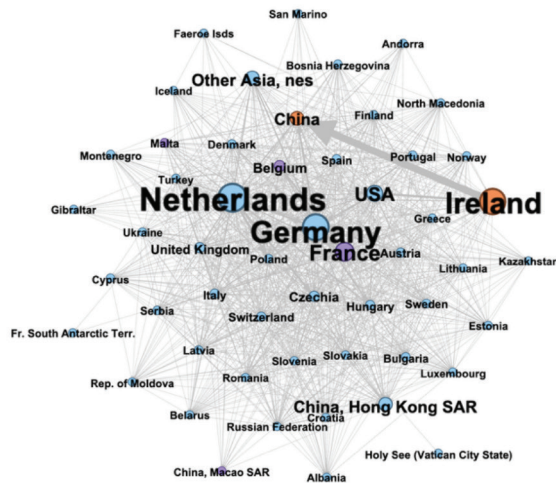 San Marino
Faeroe Isds
Andorra
Bosnia Herzegovina
Other Asia, nes
Iceland
North Macedonia
China
Finland
Malta
Denmark
Montenegro
Spain
Portugal
Norway
Belgium
Turkey
Netherlands
USA
Ireland
Gibraltar
Greece
Ukraine
Germany
United Kingdom
France
Austria
Poland
Lithuania
Kazakhstan
Cyprus
Italy
Czechia
Serbia
Hungary
Sweden
Switzerland
Estonia
Fr. South Antarctic Terr.
Latvia
Slovenia
Slovakia
Bulgaria
Luxembourg
Rep. of Moldova
Romania
China, Hong Kong SAR
Belarus
Croatia
Russian Federation
Holy See (Vatican City State)
China, Macao SAR
Albania